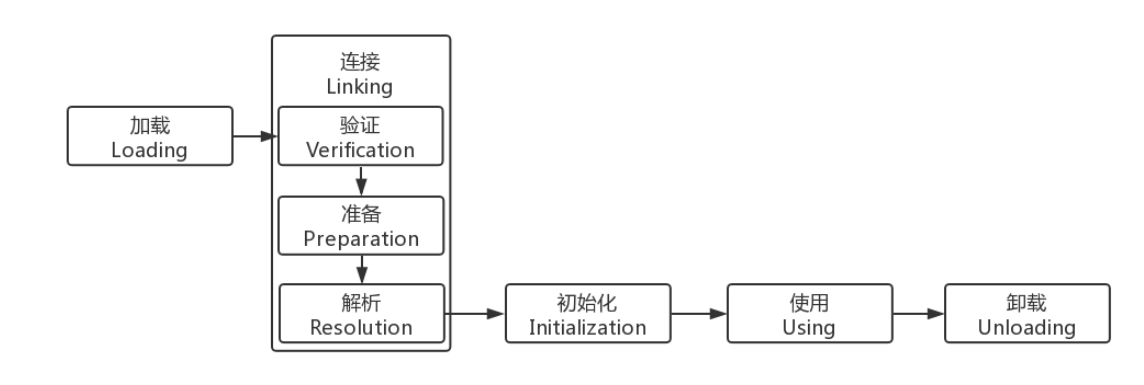 连接
Linking
加载
Loading
验证
Verification
准备
Preparation
解析
Resolution
初始化
Initialization
使用
Using
卸载
Unloading